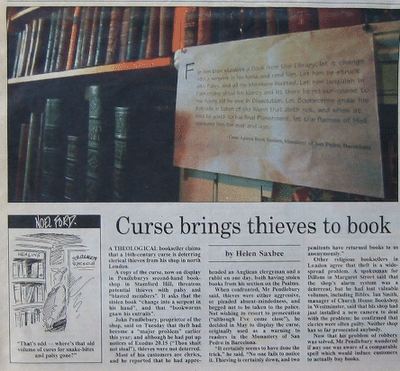 For him that stealeth a Book from this Library, let it change
into a serpent in his hand and rend him. Let him be struck
with Palsy, and all his Members blasted. Let him languish in
Pain, crying aloud for Mercy and let there be no surcease to
his Agony till he sink in Dissolution. Let Bookworms gnaw his
Entrails in token of the Worm that dieth not, and when at
last he goeth to his final Punishment, let the Flames of Hell
consume him for ever and aye.
Curse Against Book Stealers, Monastery of San Pedro, Barcelona
NOEL FORD
HEALING
"That's odd — where's that old
volume of cures for snake-bites
and palsy gone?"
Curse brings thieves to book
A THEOLOGICAL bookseller claims
that a 16th-century curse is deterring
clerical thieves from his shop in north
London.
A copy of the curse, now on display
in Pendleburys second-hand book-
shop in Stamford Hill, threatens
potential thieves with palsy and
"blasted members". It asks that the
stolen book "change into a serpent in
his hand", and that "bookworms
gnaw his entrails".
John Pendlebury, proprietor of the
shop, said on Tuesday that theft had
become a "major problem" earlier
this year; and although he had put up
notices of Exodus 20.15 ("Thou shalt
not steal"), thieves were not deterred.
Most of his customers are clerics,
and he reported that he had appre-
by Helen Saxbee
hended an Anglican clergyman and a
rabbi on one day, both having stolen
books from his section on the Psalms.
When confronted, Mr Pendlebury
said, thieves were either aggressive,
or pleaded absent-mindedness, and
begged not to be taken to the police.
Not wishing to resort to prosecution
("although I've come close"), he
decided in May to display the curse,
originally used as a warning to
readers in the Monastery of San
Pedro in Barcelona.
"It certainly seems to have done the
trick," he said. "No one fails to notice
it. Thieving is certainly down, and two
penitents have returned books to us
anonymously."
Other religious booksellers in
London agree that theft is a wide-
spread problem. A spokesman for
Dillons in Margaret Street said that
the shop's alarm system was a
deterrent, but he had lost valuable
volumes, including Bibles. Ian Smith,
manager of Church House Bookshop
in Westminster, said that his shop had
just installed a new camera to deal
with the problem; he confirmed that
clerics were often guilty. Neither shop
has so far prosecuted anybody.
Now that his problem of robbery
was solved, Mr Pendlebury wondered
if any one was aware of a comparable
spell which would induce customers
to actually buy books.